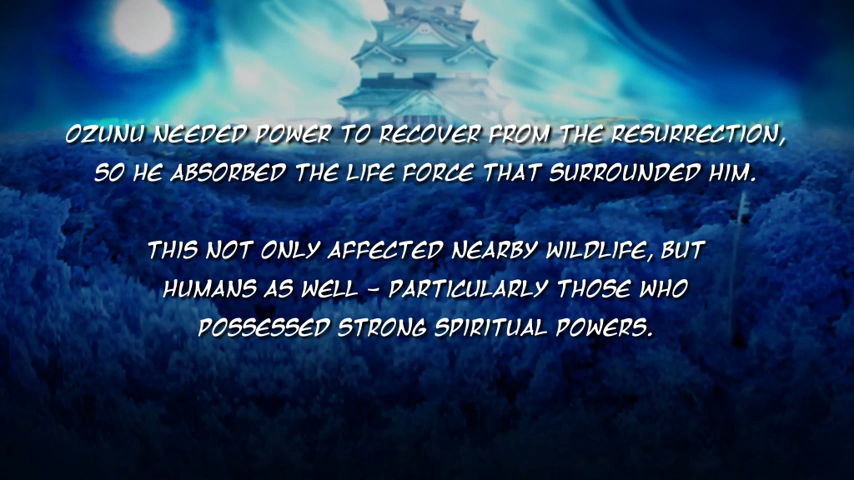 OZUNU NEEDED POWER TO RECOVER FROM THE RESURRECTION,
SO HE ABSORBED THE LIFE FORCE THAT SURROUNDED HIM.
THIS NOT ONLY AFFECTED NEARBY WILDLIFE, BUT
HUMANS AS WELL – PARTICULARLY THOSE WHO
POSSESSED STRONG SPIRITUAL POWERS.